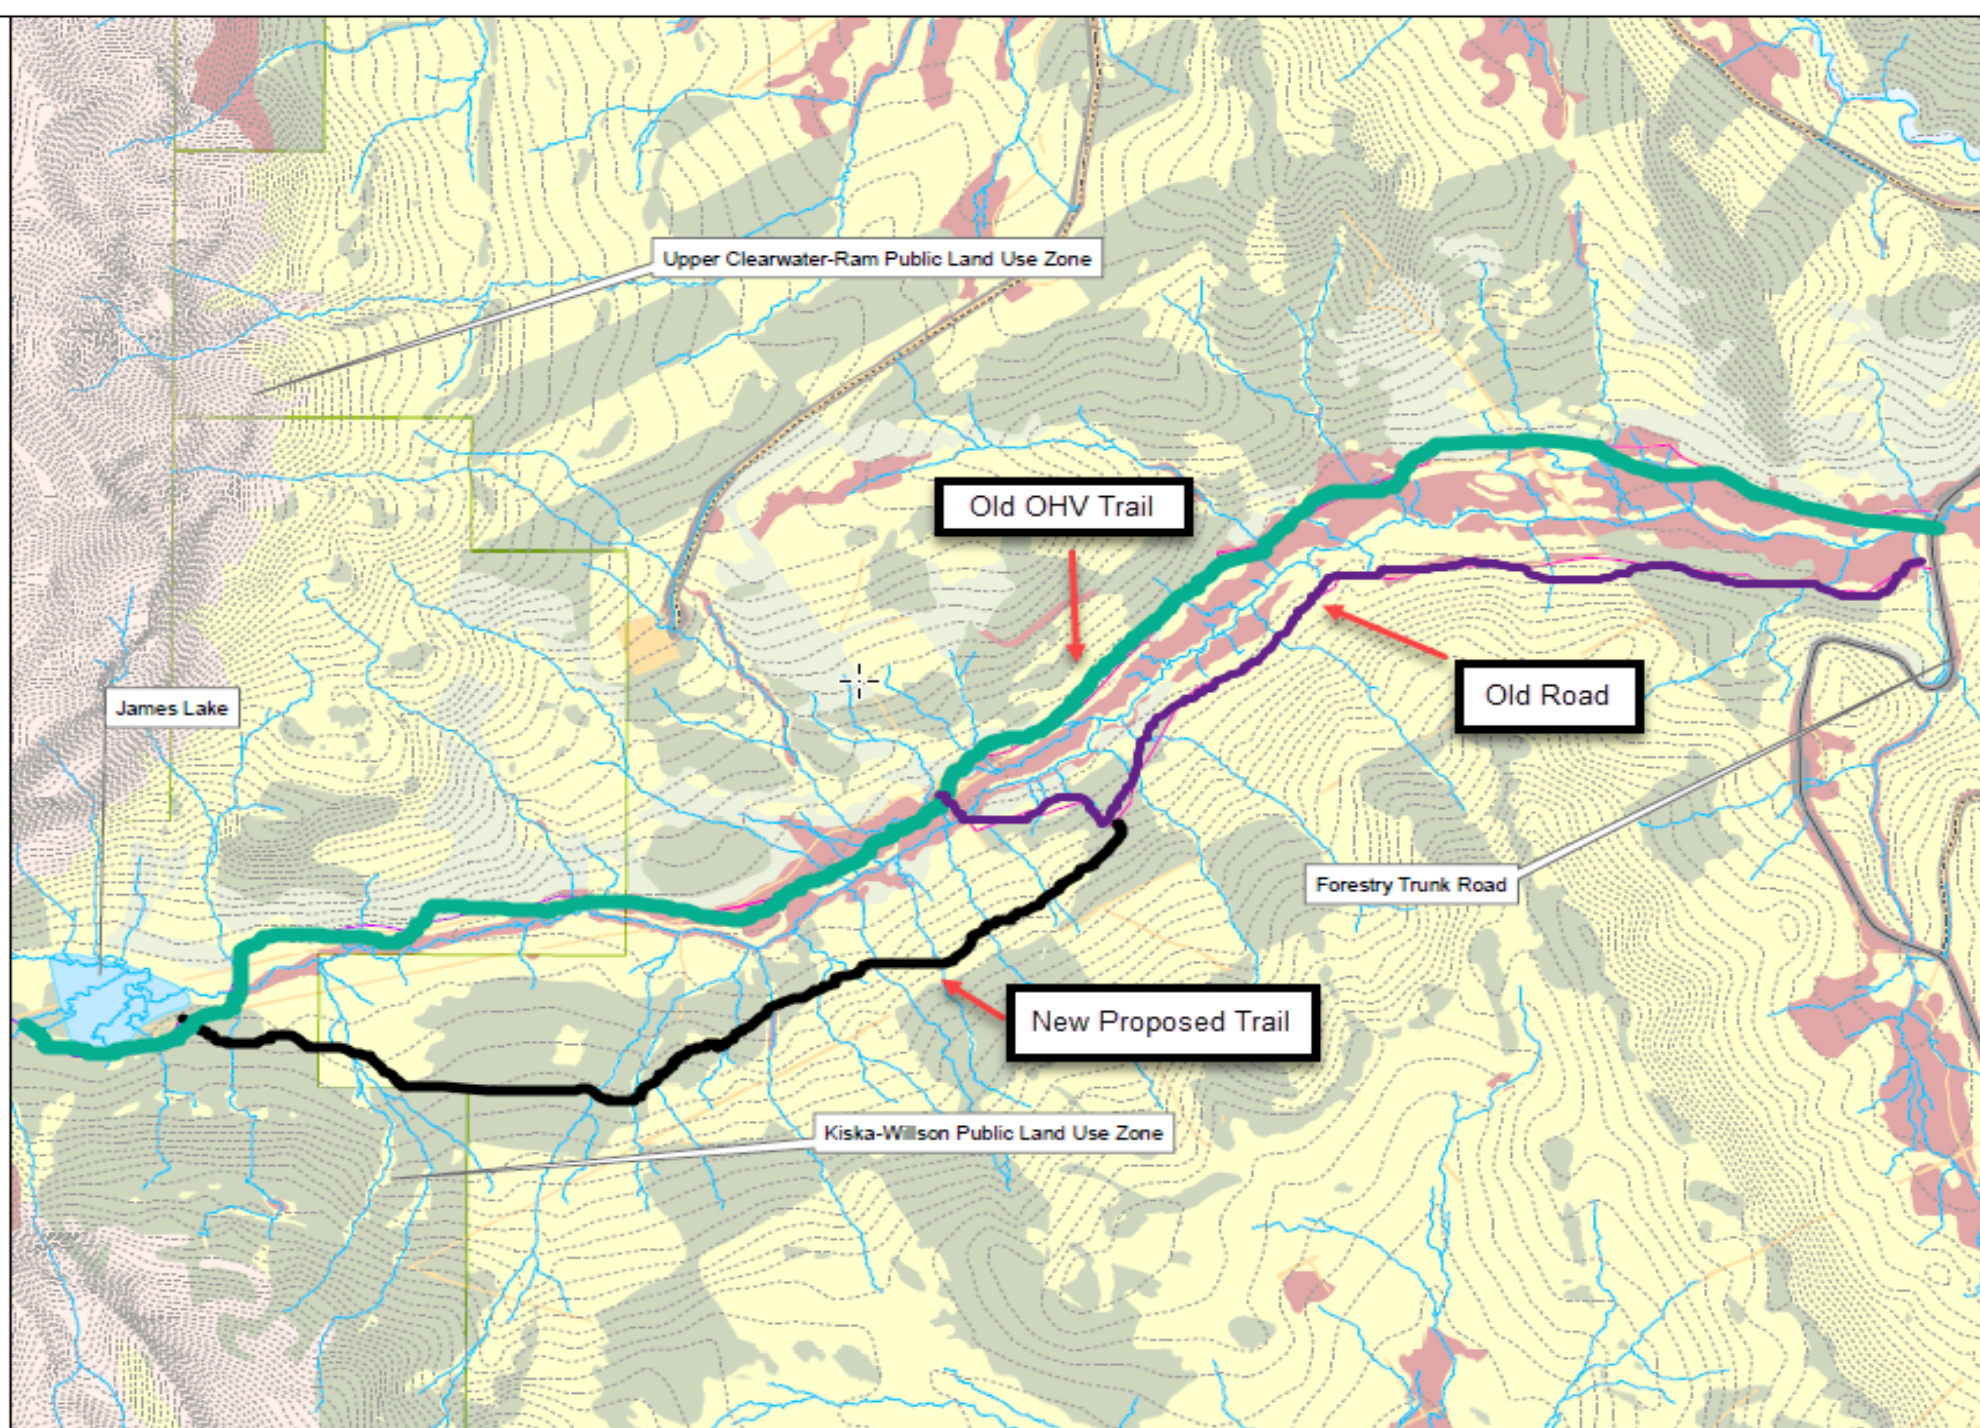 Upper Clearwater-Ram Public Land Use Zone
Old OHV Trail
Old Road
James Lake
Forestry Trunk Road
New Proposed Trail
Kiska-Willson Public Land Use Zone